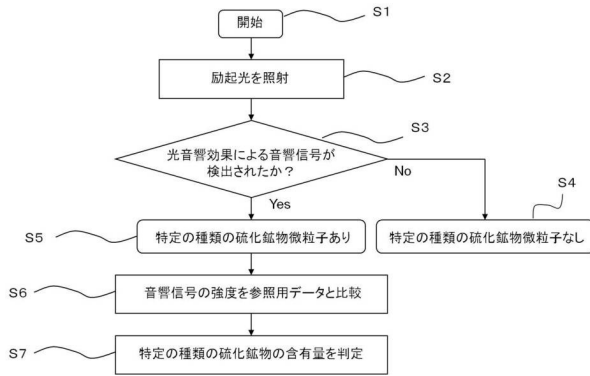 開始
S1
励起光を照射
S2
S3
光音響効果による音響信号が
検出されたか？
No
Yes
S4
S5
特定の種類の硫化鉱物微粒子あり
特定の種類の硫化鉱物微粒子なし
S6
音響信号の強度を参照用データと比較
S7
特定の種類の硫化鉱物の含有量を判定